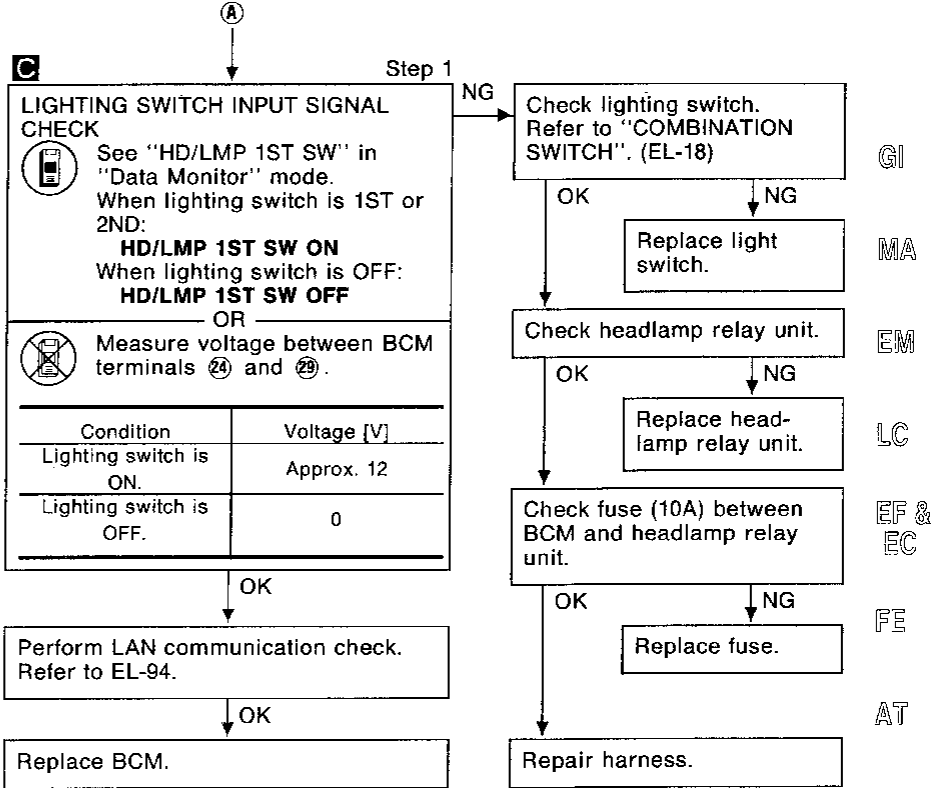 A
C
Step 1
LIGHTING SWITCH INPUT SIGNAL
CHECK
See "HD/LMP 1ST SW" in
"Data Monitor" mode.
When lighting switch is 1ST or
2ND:
HD/LMP 1ST SW ON
When lighting switch is OFF:
HD/LMP 1ST SW OFF
OR
Measure voltage between BCM
terminals 24 and 29.
Condition
Voltage [V]
Lighting switch is
ON.
Approx. 12
Lighting switch is
OFF.
0
OK
Perform LAN communication check.
Refer to EL-94.
OK
Replace BCM.
NG
Check lighting switch.
Refer to "COMBINATION
SWITCH". (EL-18)
OK
NG
Replace light
switch.
Check headlamp relay unit.
OK
NG
Replace head-
lamp relay unit.
Check fuse (10A) between
BCM and headlamp relay
unit.
OK
NG
Replace fuse.
Repair harness.
GI
MA
EM
LC
EF &
EC
FE
AT